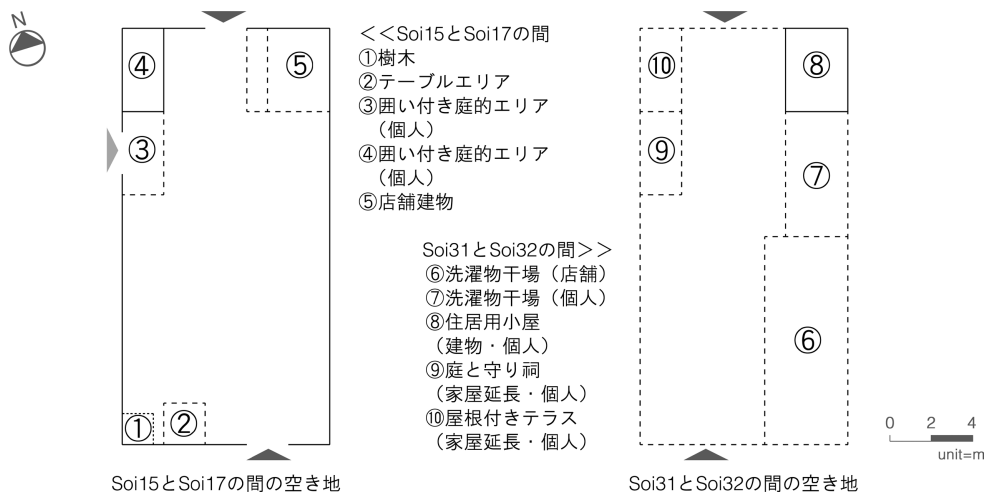 N
④
⑤
③
①
②
Soi15とSoi17の間の空き地
<<Soi15とSoi17の間
①樹木
②テーブルエリア
③囲い付き庭的エリア
（個人）
④囲い付き庭的エリア
（個人）
⑤店舗建物
Soi31とSoi32の間>>
⑥洗濯物干場（店舗）
⑦洗濯物干場（個人）
⑧住居用小屋
（建物・個人）
⑨庭と守り祠
（家屋延長・個人）
⑩屋根付きテラス
（家屋延長・個人）
⑩
⑧
⑨
⑦
⑥
Soi31とSoi32の間の空き地
0 2 4
unit=m